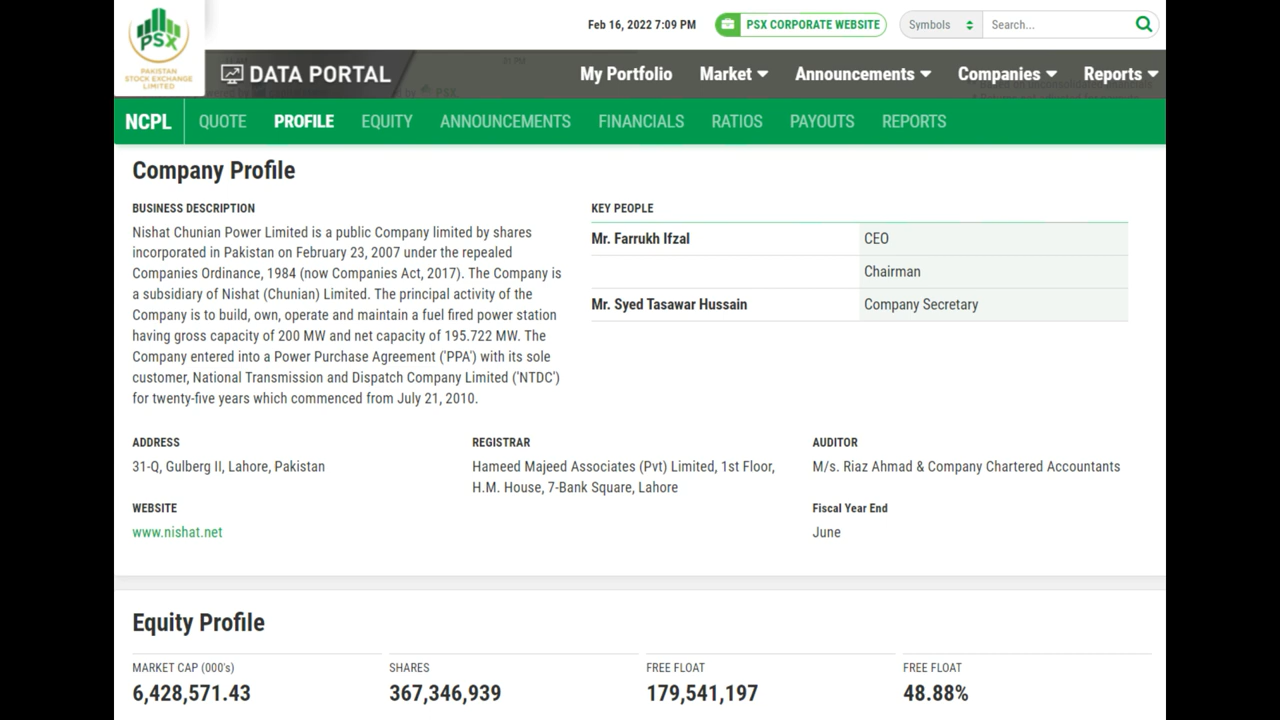 PSX
PAKISTAN
STOCK EXCHANGE
LIMITED
Feb 16, 2022 7:09 PM
PSX CORPORATE WEBSITE
Symbols
Search...
DATA PORTAL
My Portfolio
Market
Announcements
Companies
Reports
NCPL
QUOTE
PROFILE
EQUITY
ANNOUNCEMENTS
FINANCIALS
RATIOS
PAYOUTS
REPORTS
Company Profile
BUSINESS DESCRIPTION
Nishat Chunian Power Limited is a public Company limited by shares
incorporated in Pakistan on February 23, 2007 under the repealed
Companies Ordinance, 1984 (now Companies Act, 2017). The Company is
a subsidiary of Nishat (Chunian) Limited. The principal activity of the
Company is to build, own, operate and maintain a fuel fired power station
having gross capacity of 200 MW and net capacity of 195.722 MW. The
Company entered into a Power Purchase Agreement ('PPA') with its sole
customer, National Transmission and Dispatch Company Limited ('NTDC')
for twenty-five years which commenced from July 21, 2010.
KEY PEOPLE
Mr. Farrukh Ifzal CEO
Chairman
Mr. Syed Tasawar Hussain Company Secretary
ADDRESS
31-Q, Gulberg II, Lahore, Pakistan
WEBSITE
www.nishat.net
REGISTRAR
Hameed Majeed Associates (Pvt) Limited, 1st Floor,
H.M. House, 7-Bank Square, Lahore
AUDITOR
M/s. Riaz Ahmad & Company Chartered Accountants
Fiscal Year End
June
Equity Profile
MARKET CAP (000's)
6,428,571.43
SHARES
367,346,939
FREE FLOAT
179,541,197
FREE FLOAT
48.88%